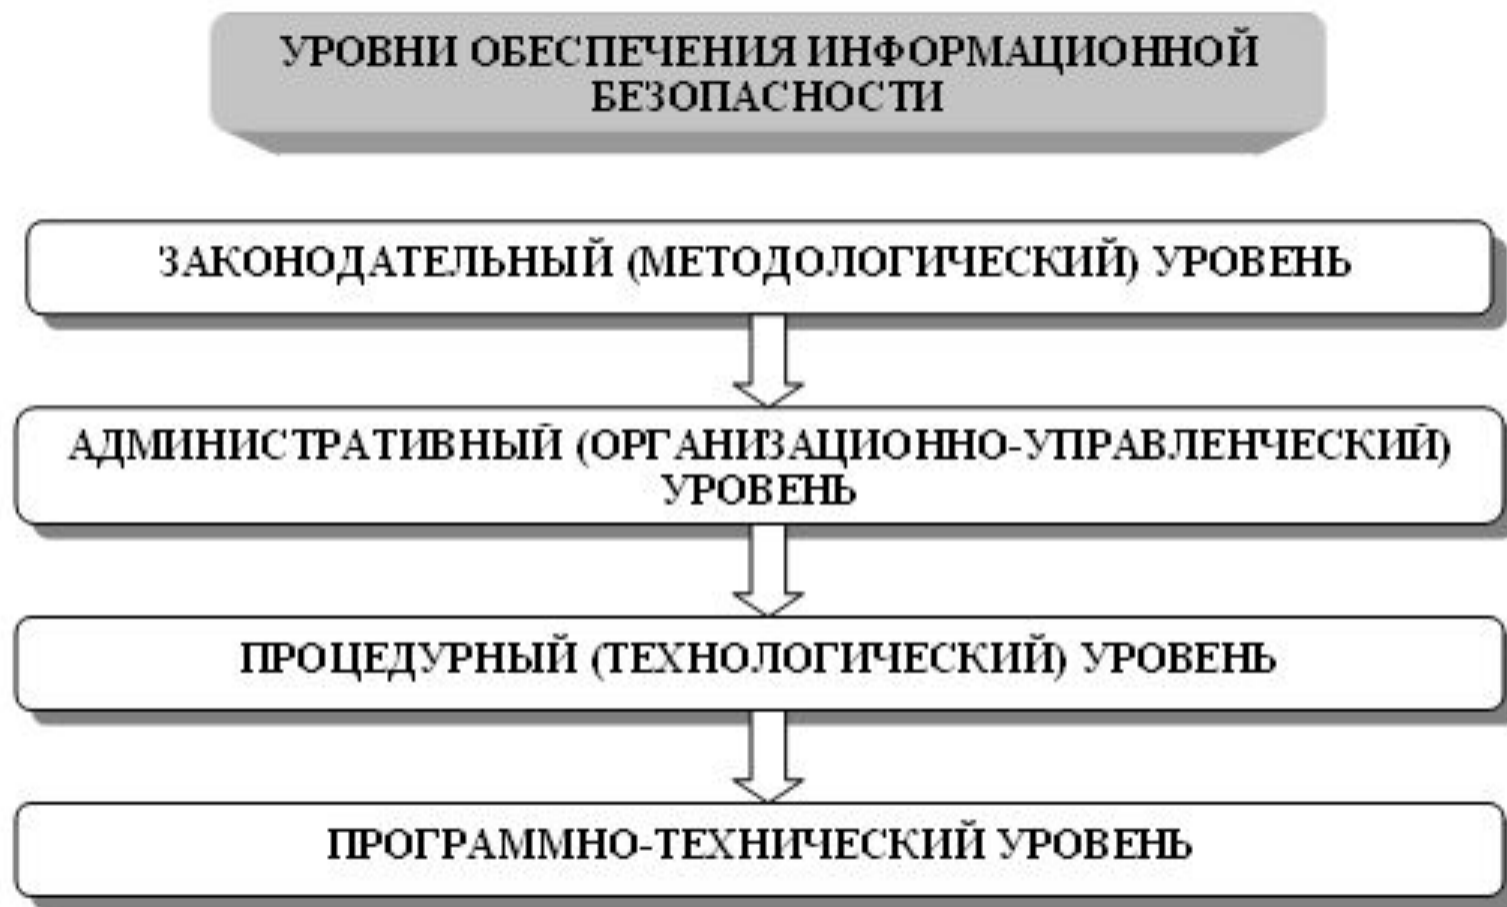 УРОВНИ ОБЕСПЕЧЕНИЯ ИНФОРМАЦИОННОЙ
БЕЗОПАСНОСТИ
ЗАКОНОДАТЕЛЬНЫЙ (МЕТОДОЛОГИЧЕСКИЙ) УРОВЕНЬ
АДМИНИСТРАТИВНЫЙ (ОРГАНИЗАЦИОННО-УПРАВЛЕНЧЕСКИЙ)
УРОВЕНЬ
ПРОЦЕДУРНЫЙ (ТЕХНОЛОГИЧЕСКИЙ) УРОВЕНЬ
ПРОГРАММНО-ТЕХНИЧЕСКИЙ УРОВЕНЬ